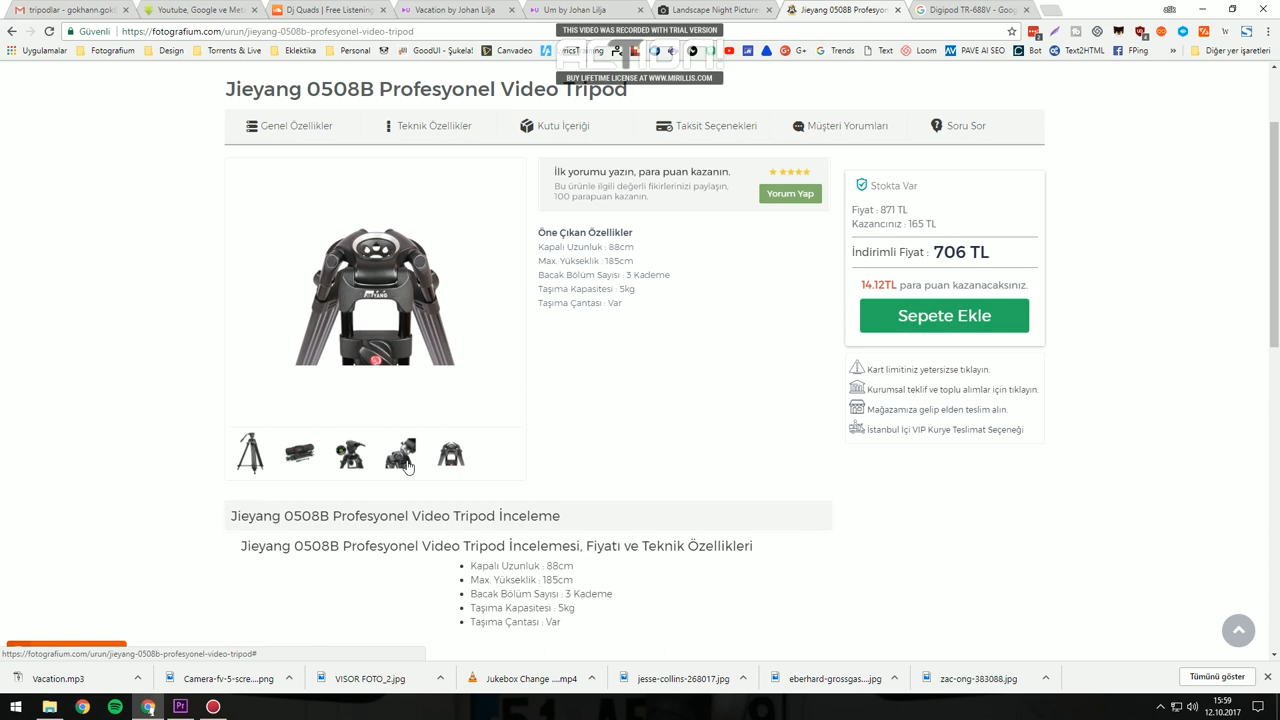 tripodlar - gokhann.gok
Youtube, Google ve Meta
Dj Quads | Free Listening
Vacation by Johan Lilja
Um by Johan Lilja
Landscape Night Pictures
Jieyang 0508B Profesyon
Digipod TR-688V - Goog
Güvenli
https://fotografium.com/urun/jieyang-0508b-profesyonel-video-tripod
THIS VIDEO WAS RECORDED WITH TRIAL VERSION
Uygulamalar
Fotografium
Design
Torrents & Live
Eklektika
Personal
Canvadeo
G+
Trends
Text
Loom
PAVE AI SEO
Bot
Text2HTML
FPing
»
Diğer yer işaretleri
BUY LIFETIME LICENSE AT WWW.MIRILLIS.COM
Jieyang 0508B Profesyonel Video Tripod
Genel Özellikler
Teknik Özellikler
Kutu İçeriği
Taksit Seçenekleri
Müşteri Yorumları
Soru Sor
İlk yorumu yazın, para puan kazanın.
Bu ürünle ilgili değerli fikirlerinizi paylaşın,
100 parapuan kazanın.
Yorum Yap
Öne Çıkan Özellikler
Kapalı Uzunluk : 88cm
Max. Yükseklik : 185cm
Bacak Bölüm Sayısı : 3 Kademe
Taşıma Kapasitesi : 5kg
Taşıma Çantası : Var
Stokta Var
Fiyat : 871 TL
Kazancınız : 165 TL
İndirimli Fiyat : 706 TL
14.12TL para puan kazanacaksınız.
Sepete Ekle
Kart limitiniz yetersizse tıklayın.
Kurumsal teklif ve toplu alımlar için tıklayın.
Mağazamıza gelip elden teslim alın.
İstanbul İçi VIP Kurye Teslimat Seçeneği
Jieyang 0508B Profesyonel Video Tripod İnceleme
Jieyang 0508B Profesyonel Video Tripod İncelemesi, Fiyatı ve Teknik Özellikleri
Kapalı Uzunluk : 88cm
Max. Yükseklik : 185cm
Bacak Bölüm Sayısı : 3 Kademe
Taşıma Kapasitesi : 5kg
Taşıma Çantası : Var
https://fotografium.com/urun/jieyang-0508b-profesyonel-video-tripod#
Vacation.mp3
Camera-fv-5-scre....png
VISOR FOTO_2.jpg
Jukebox Change ....mp4
jesse-collins-268017.jpg
eberhard-grossgas....jpg
zac-ong-383088.jpg
Tümünü göster
15:59
12.10.2017